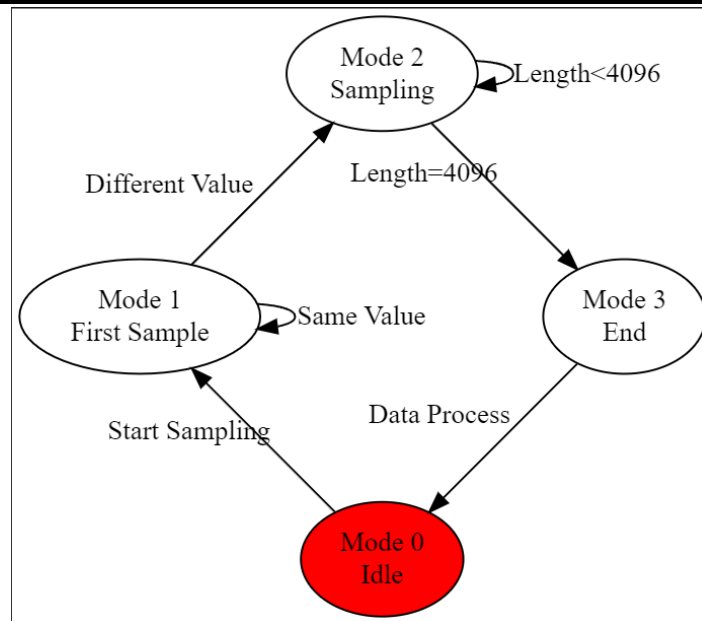 Mode 2
Sampling
Length<4096
Length=4096
Different Value
Mode 1
First Sample
Same Value
Mode 3
End
Start Sampling
Data Process
Mode 0
Idle